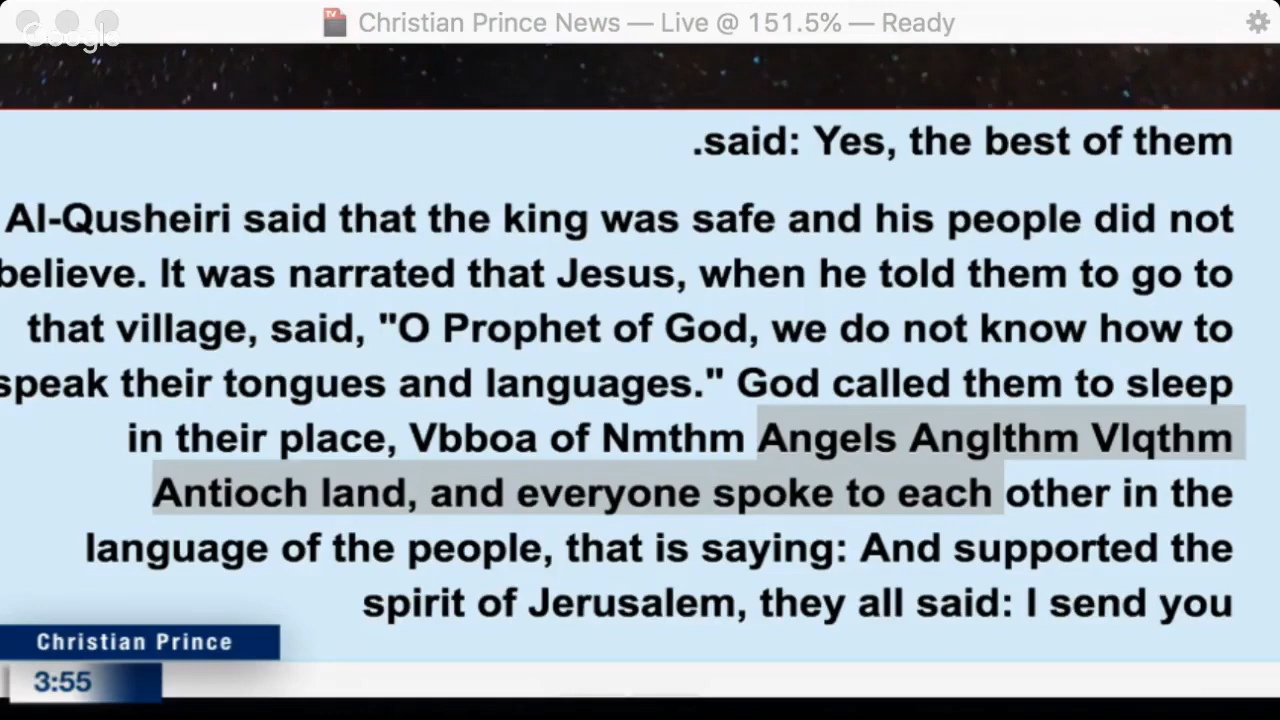 TV
Christian Prince News — Live @ 151.5% — Ready
Google
.said: Yes, the best of them
Al-Qusheiri said that the king was safe and his people did not
believe. It was narrated that Jesus, when he told them to go to
that village, said, "O Prophet of God, we do not know how to
speak their tongues and languages." God called them to sleep
in their place, Vbboa of Nmthm Angels Anglthm Vlqthm
Antioch land, and everyone spoke to each other in the
language of the people, that is saying: And supported the
spirit of Jerusalem, they all said: I send you
Christian Prince
3:55